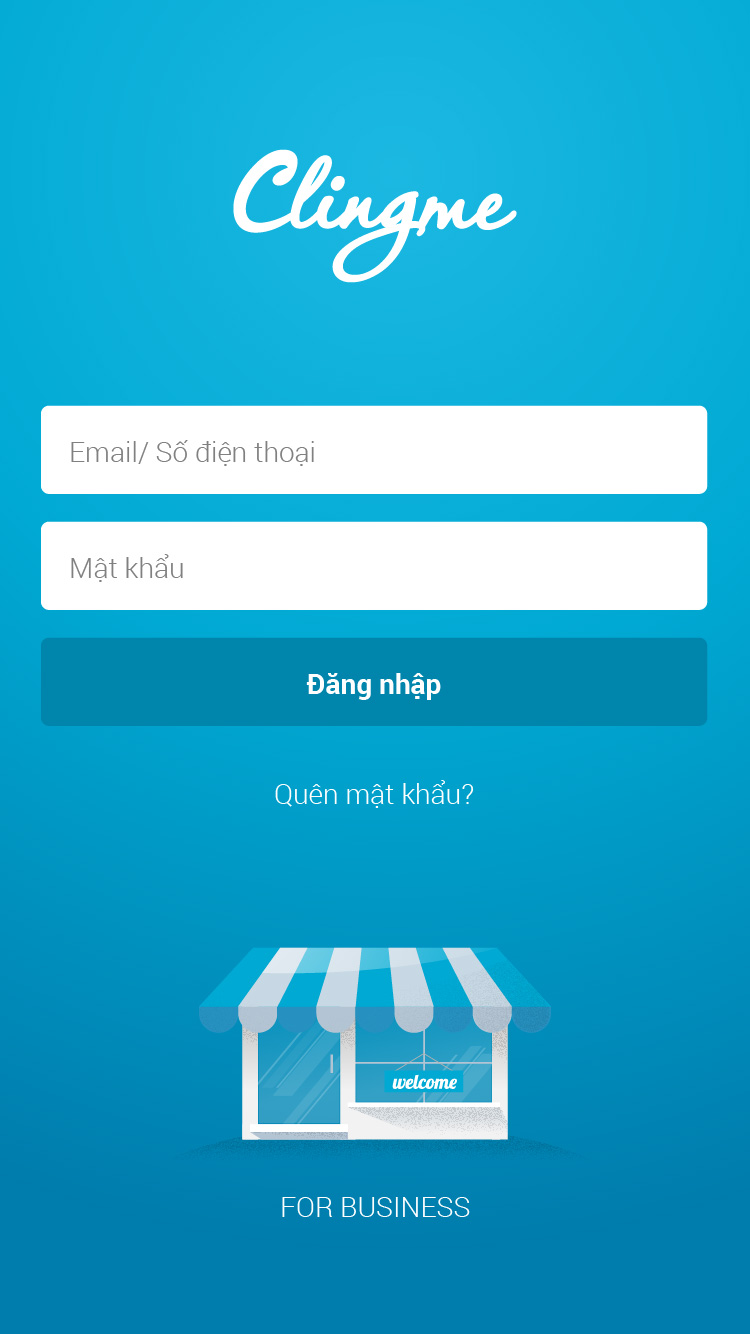 Clingme
Email/ Số điện thoại
Mật khẩu
Đăng nhập
Quên mật khẩu?
welcome
FOR BUSINESS